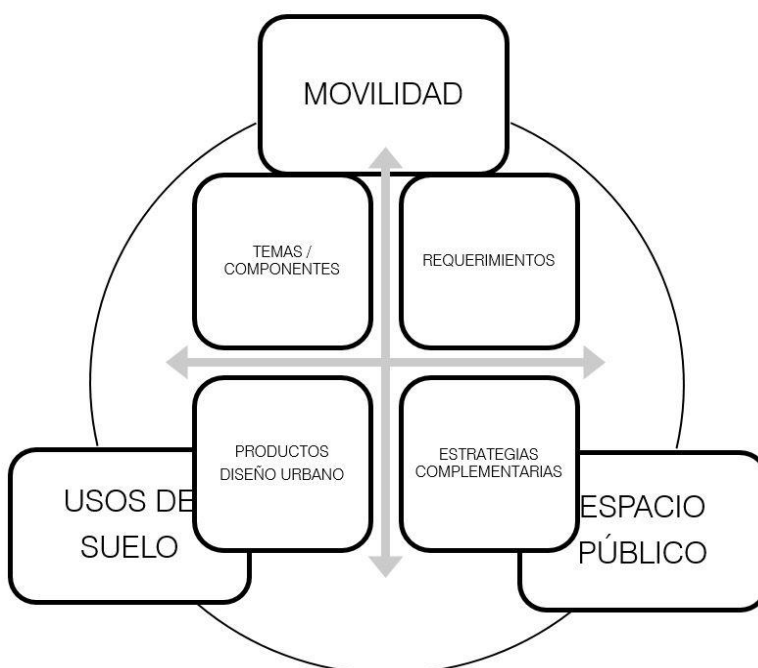 MOVILIDAD
TEMAS /
COMPONENTES
REQUERIMIENTOS
PRODUCTOS
DISEÑO URBANO
ESTRATEGIAS
COMPLEMENTARIAS
USOS DE
SUELO
ESPACIO
PÚBLICO